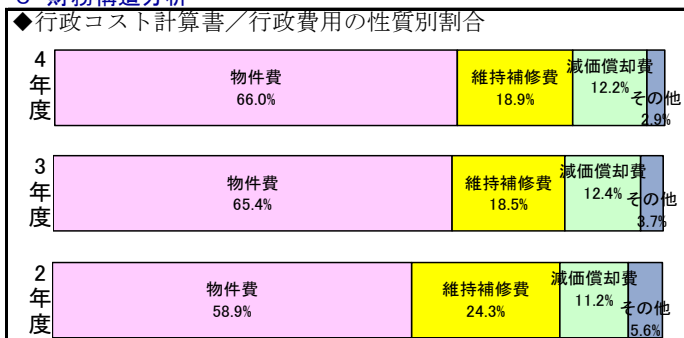 ◆行政コスト計算書／行政費用の性質別割合
4年度
物件費
66.0%
維持補修費
18.9%
減価償却費
12.2%
その他
2.9%
3年度
物件費
65.4%
維持補修費
18.5%
減価償却費
12.4%
その他
3.7%
2年度
物件費
58.9%
維持補修費
24.3%
減価償却費
11.2%
その他
5.6%